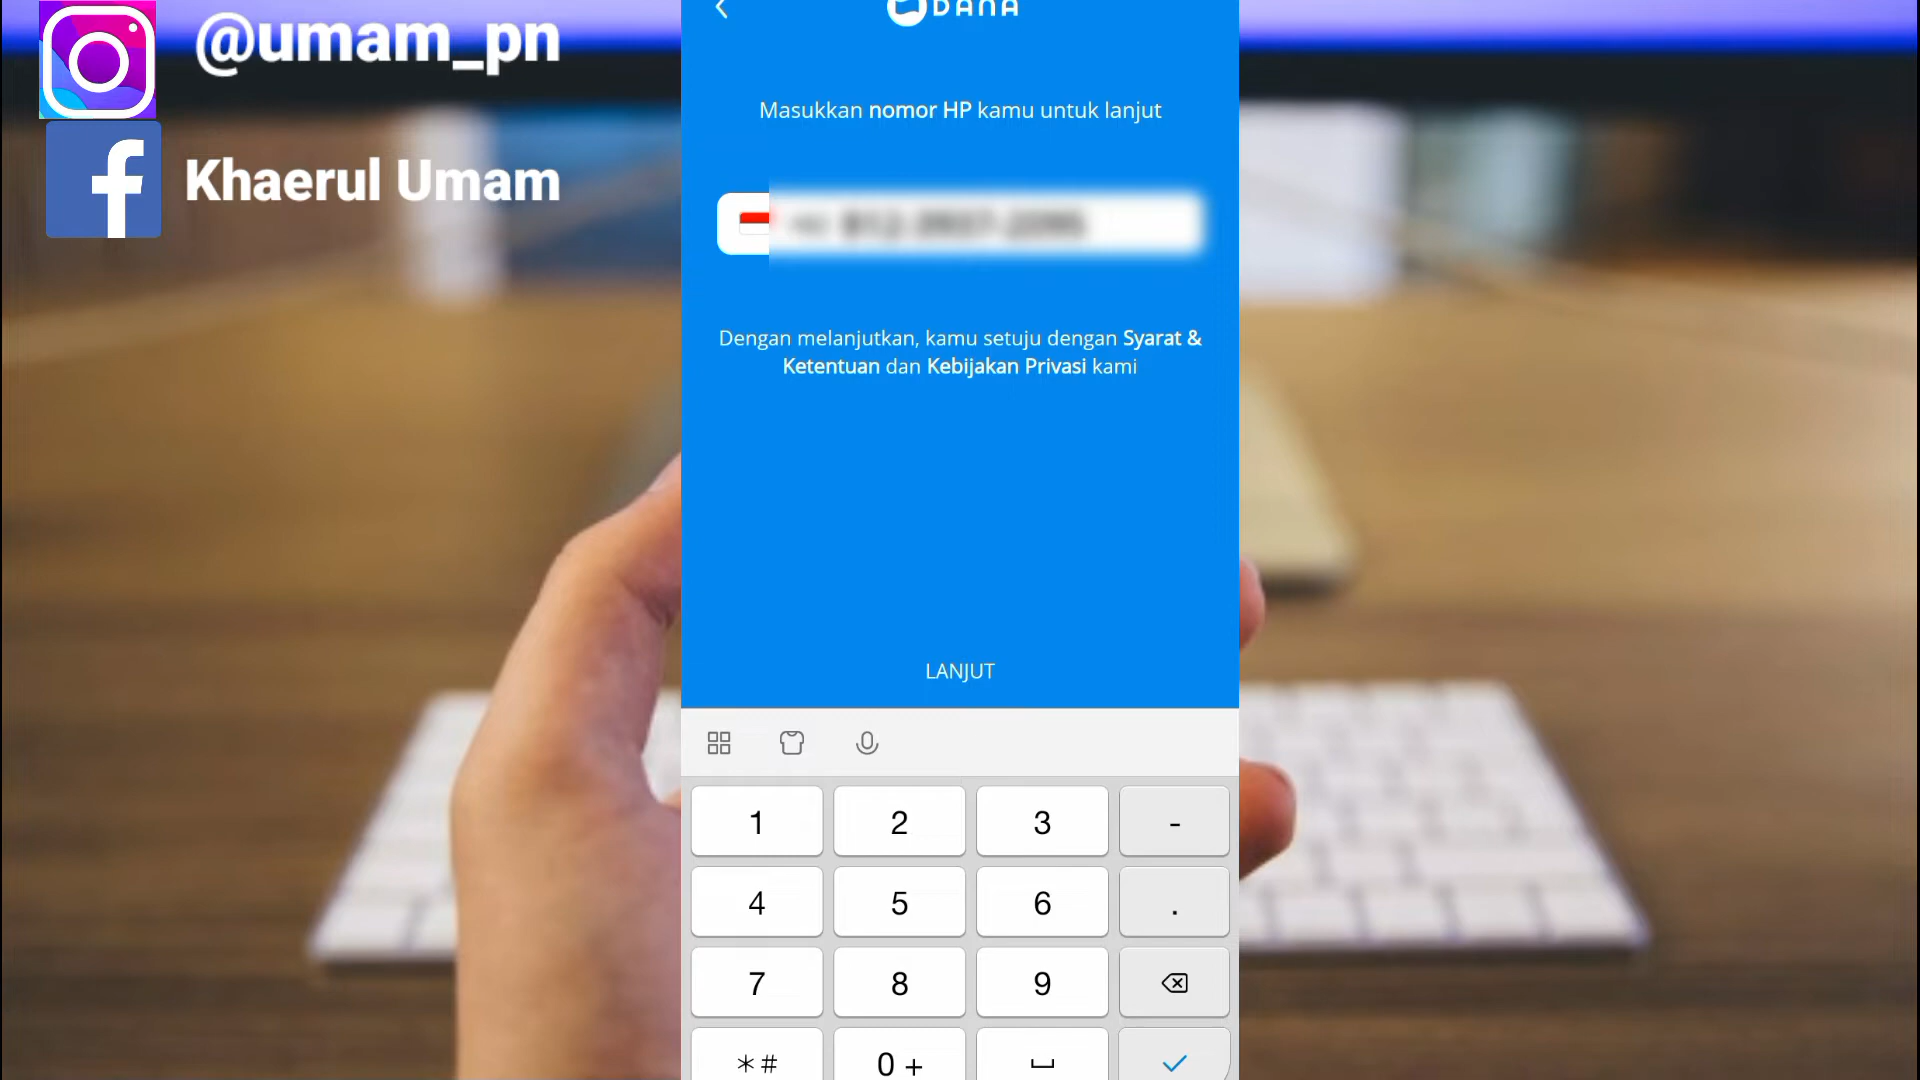 @umam_pn
Khaerul Umam
DANA
Masukkan nomor HP kamu untuk lanjut
Dengan melanjutkan, kamu setuju dengan Syarat &
Ketentuan dan Kebijakan Privasi kami
LANJUT
1 2 3 -
4 5 6 .
7 8 9
*# 0 +